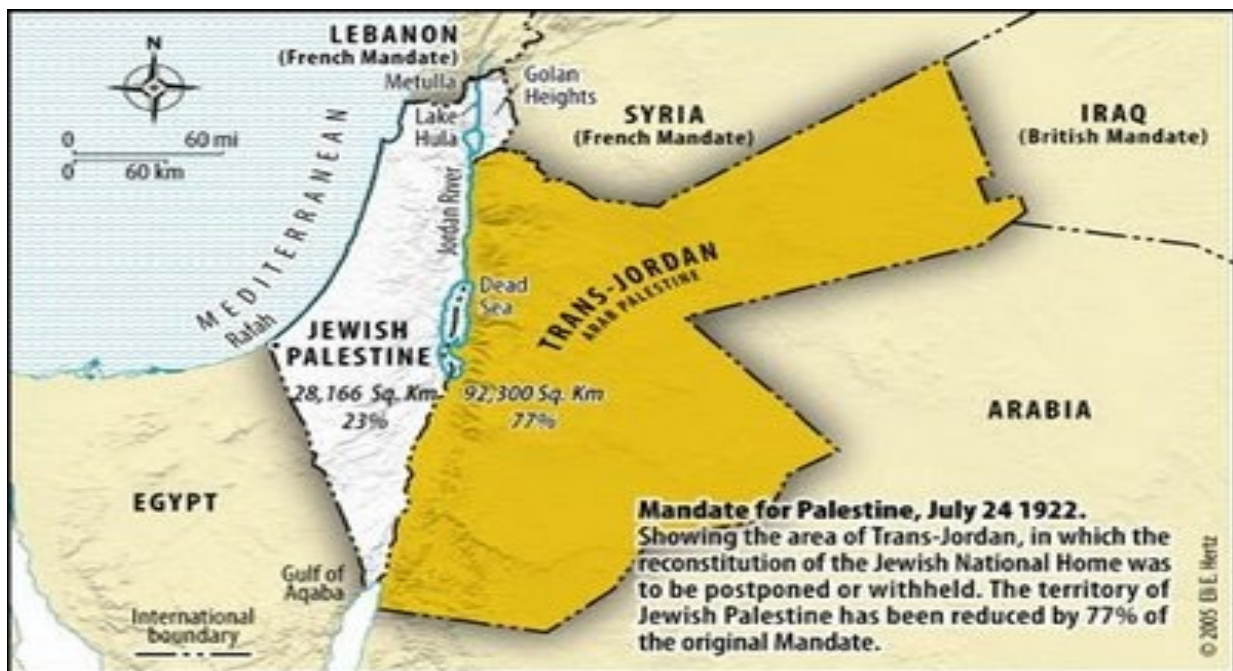 LEBANON
(French Mandate)
N
Metulla
Golan
Heights
Lake
Hula
SYRIA
(French Mandate)
IRAQ
(British Mandate)
0 60 mi
0 60 km
MEDITERRANEAN
Jordan River
Rafah
Dead
Sea
TRANS-JORDAN
ARAB PALESTINE
JEWISH
PALESTINE
28,166 Sq. Km
23%
92,300 Sq. Km
77%
ARABIA
EGYPT
Gulf of
Aqaba
International
boundary
Mandate for Palestine, July 24 1922.
Showing the area of Trans-Jordan, in which the
reconstitution of the Jewish National Home was
to be postponed or withheld. The territory of
Jewish Palestine has been reduced by 77% of
the original Mandate.
© 2005 Eli E. Hertz